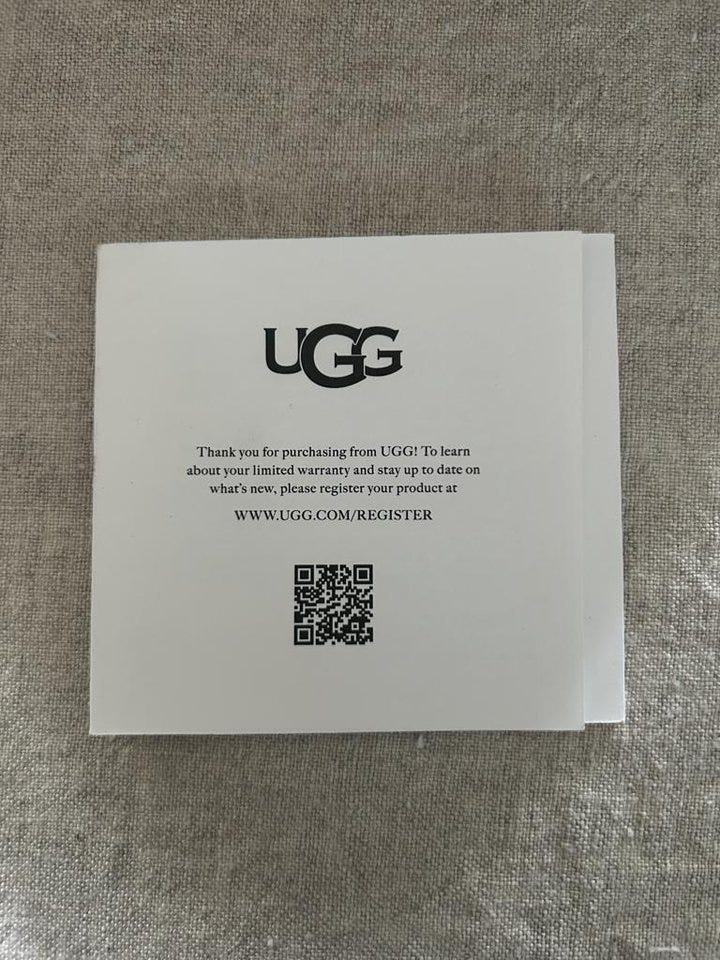 UGG
Thank you for purchasing from UGG! To learn
about your limited warranty and stay up to date on
what's new, please register your product at
WWW.UGG.COM/REGISTER